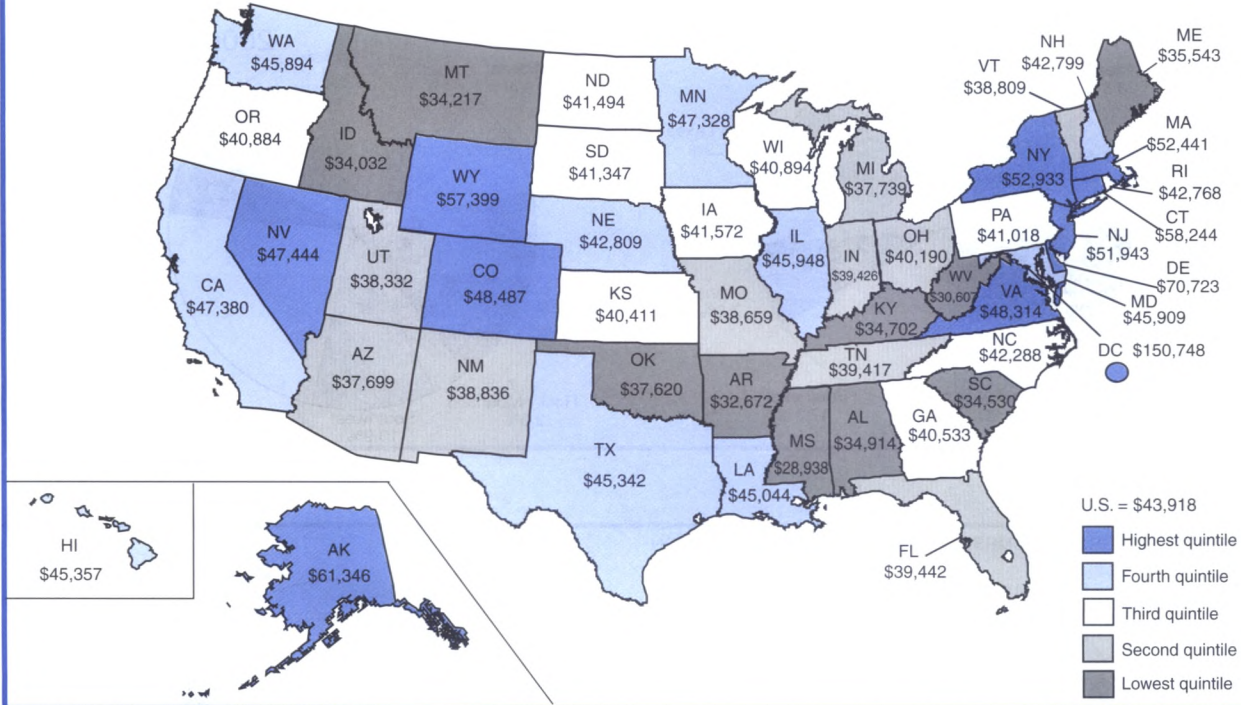 WA
$45,894
OR
$40,884
CA
$47,380
NV
$47,444
ID
$34,032
MT
$34,217
WY
$57,399
UT
$38,332
AZ
$37,699
CO
$48,487
NM
$38,836
ND
$41,494
SD
$41,347
NE
$42,809
KS
$40,411
OK
$37,620
TX
$45,342
MN
$47,328
IA
$41,572
MO
$38,659
AR
$32,672
LA
$45,044
WI
$40,894
IL
$45,948
MI
$37,739
IN
$39,426
OH
$40,190
KY
$34,702
TN
$39,417
MS
$28,938
AL
$34,914
GA
$40,533
FL
$39,442
SC
$34,530
NC
$42,288
VA
$48,314
WV
$30,607
PA
$41,018
NY
$52,933
VT
$38,809
NH
$42,799
ME
$35,543
MA
$52,441
RI
$42,768
CT
$58,244
NJ
$51,943
DE
$70,723
MD
$45,909
DC $150,748
HI
$45,357
AK
$61,346
U.S. = $43,918
Highest quintile
Fourth quintile
Third quintile
Second quintile
Lowest quintile